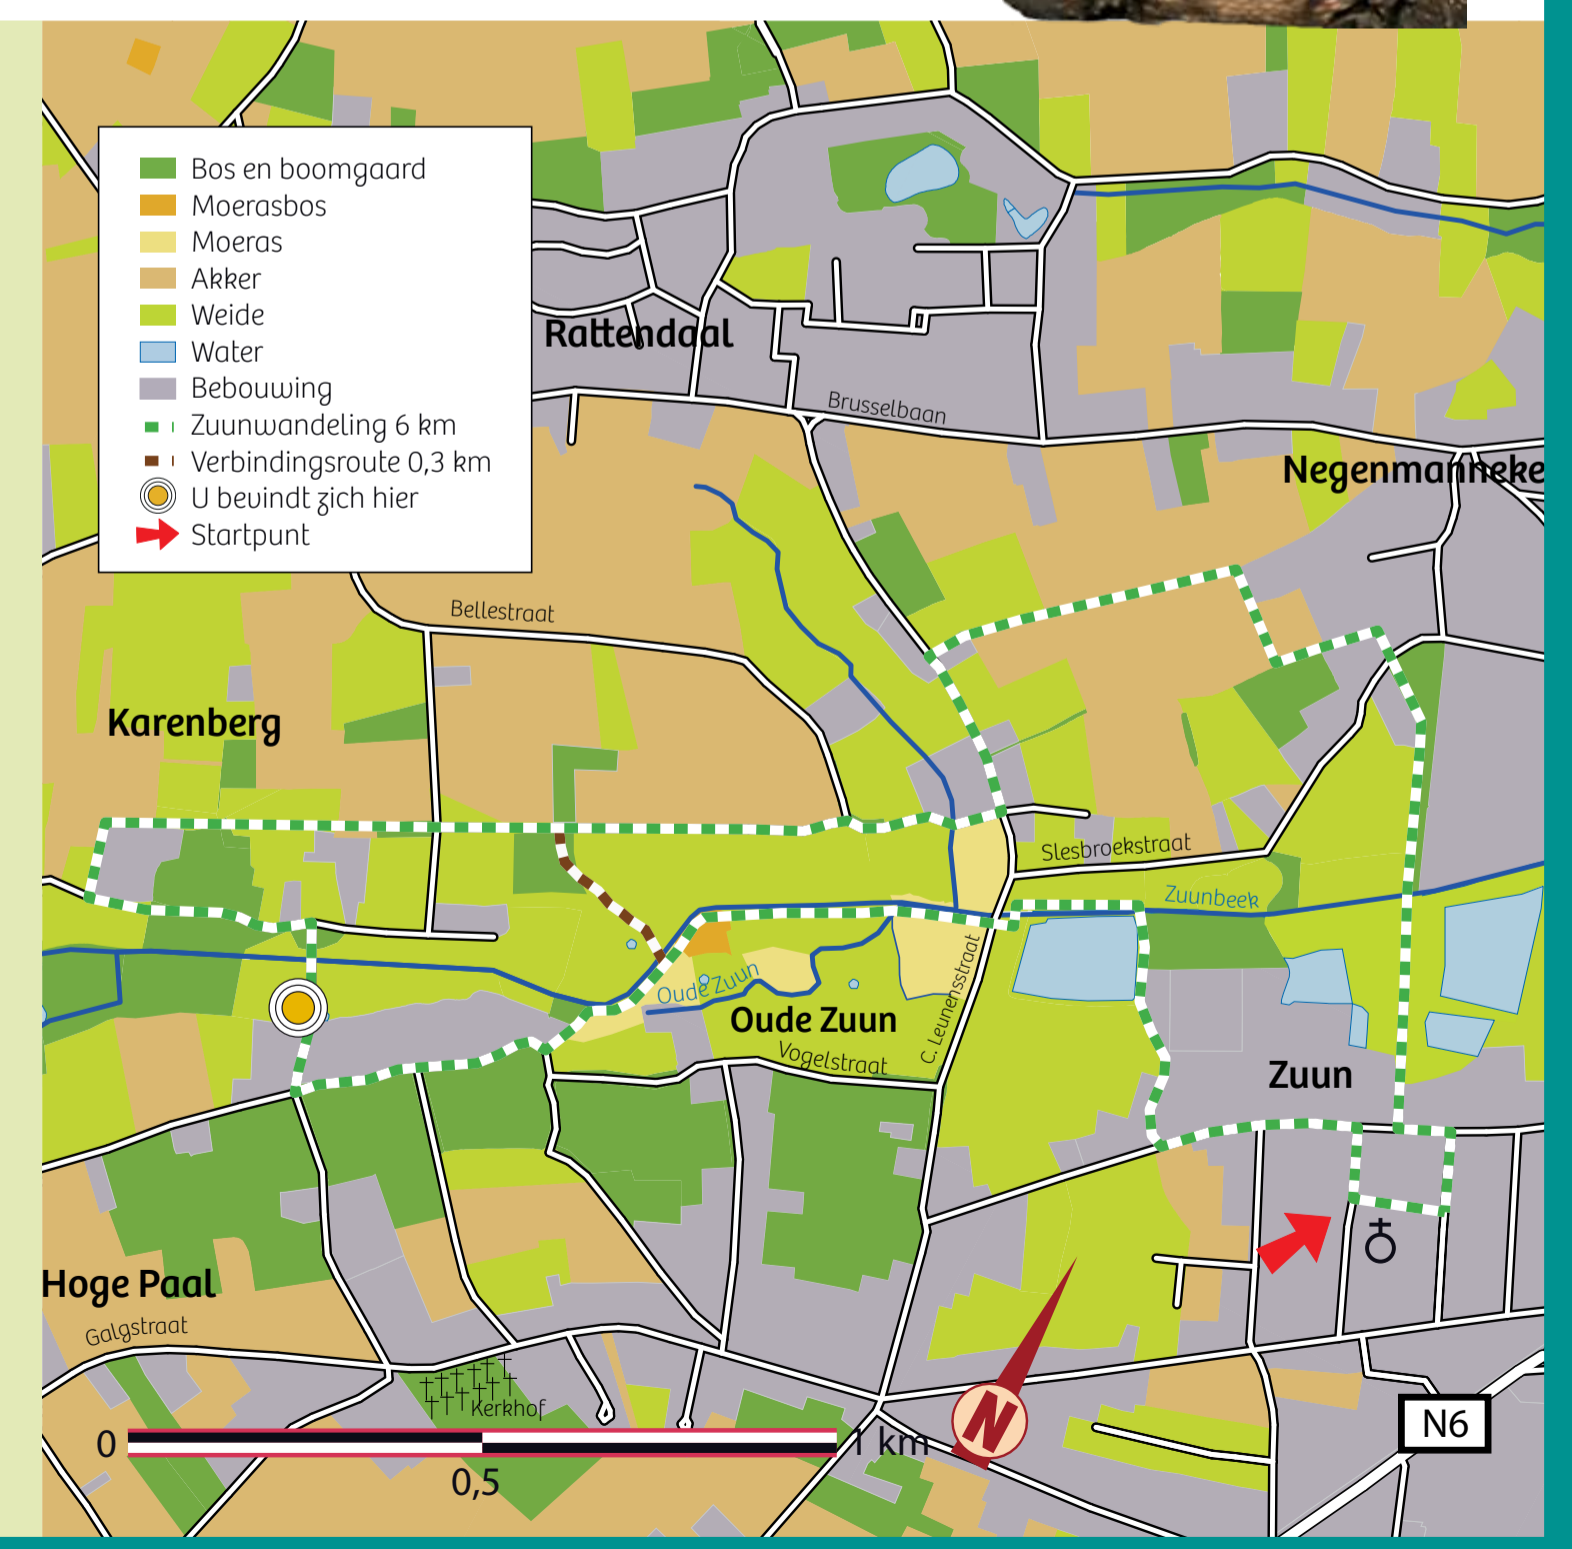 Bos en boomgaard
Moerasbos
Moeras
Akker
Weide
Water
Bebouwing
Zuunwandeling 6 km
Verbindingsroute 0,3 km
U bevindt zich hier
Startpunt
Rattendaal
Brusselbaan
Negenmanneke
Bellestraat
Karenberg
Slesbroekstraat
Zuunbeek
Oude Zuun
Oude Zuun
C. Leunensstraat
Vogelstraat
Zuun
Hoge Paal
Galgstraat
Kerkhof
N
N6
0
1 km
0,5